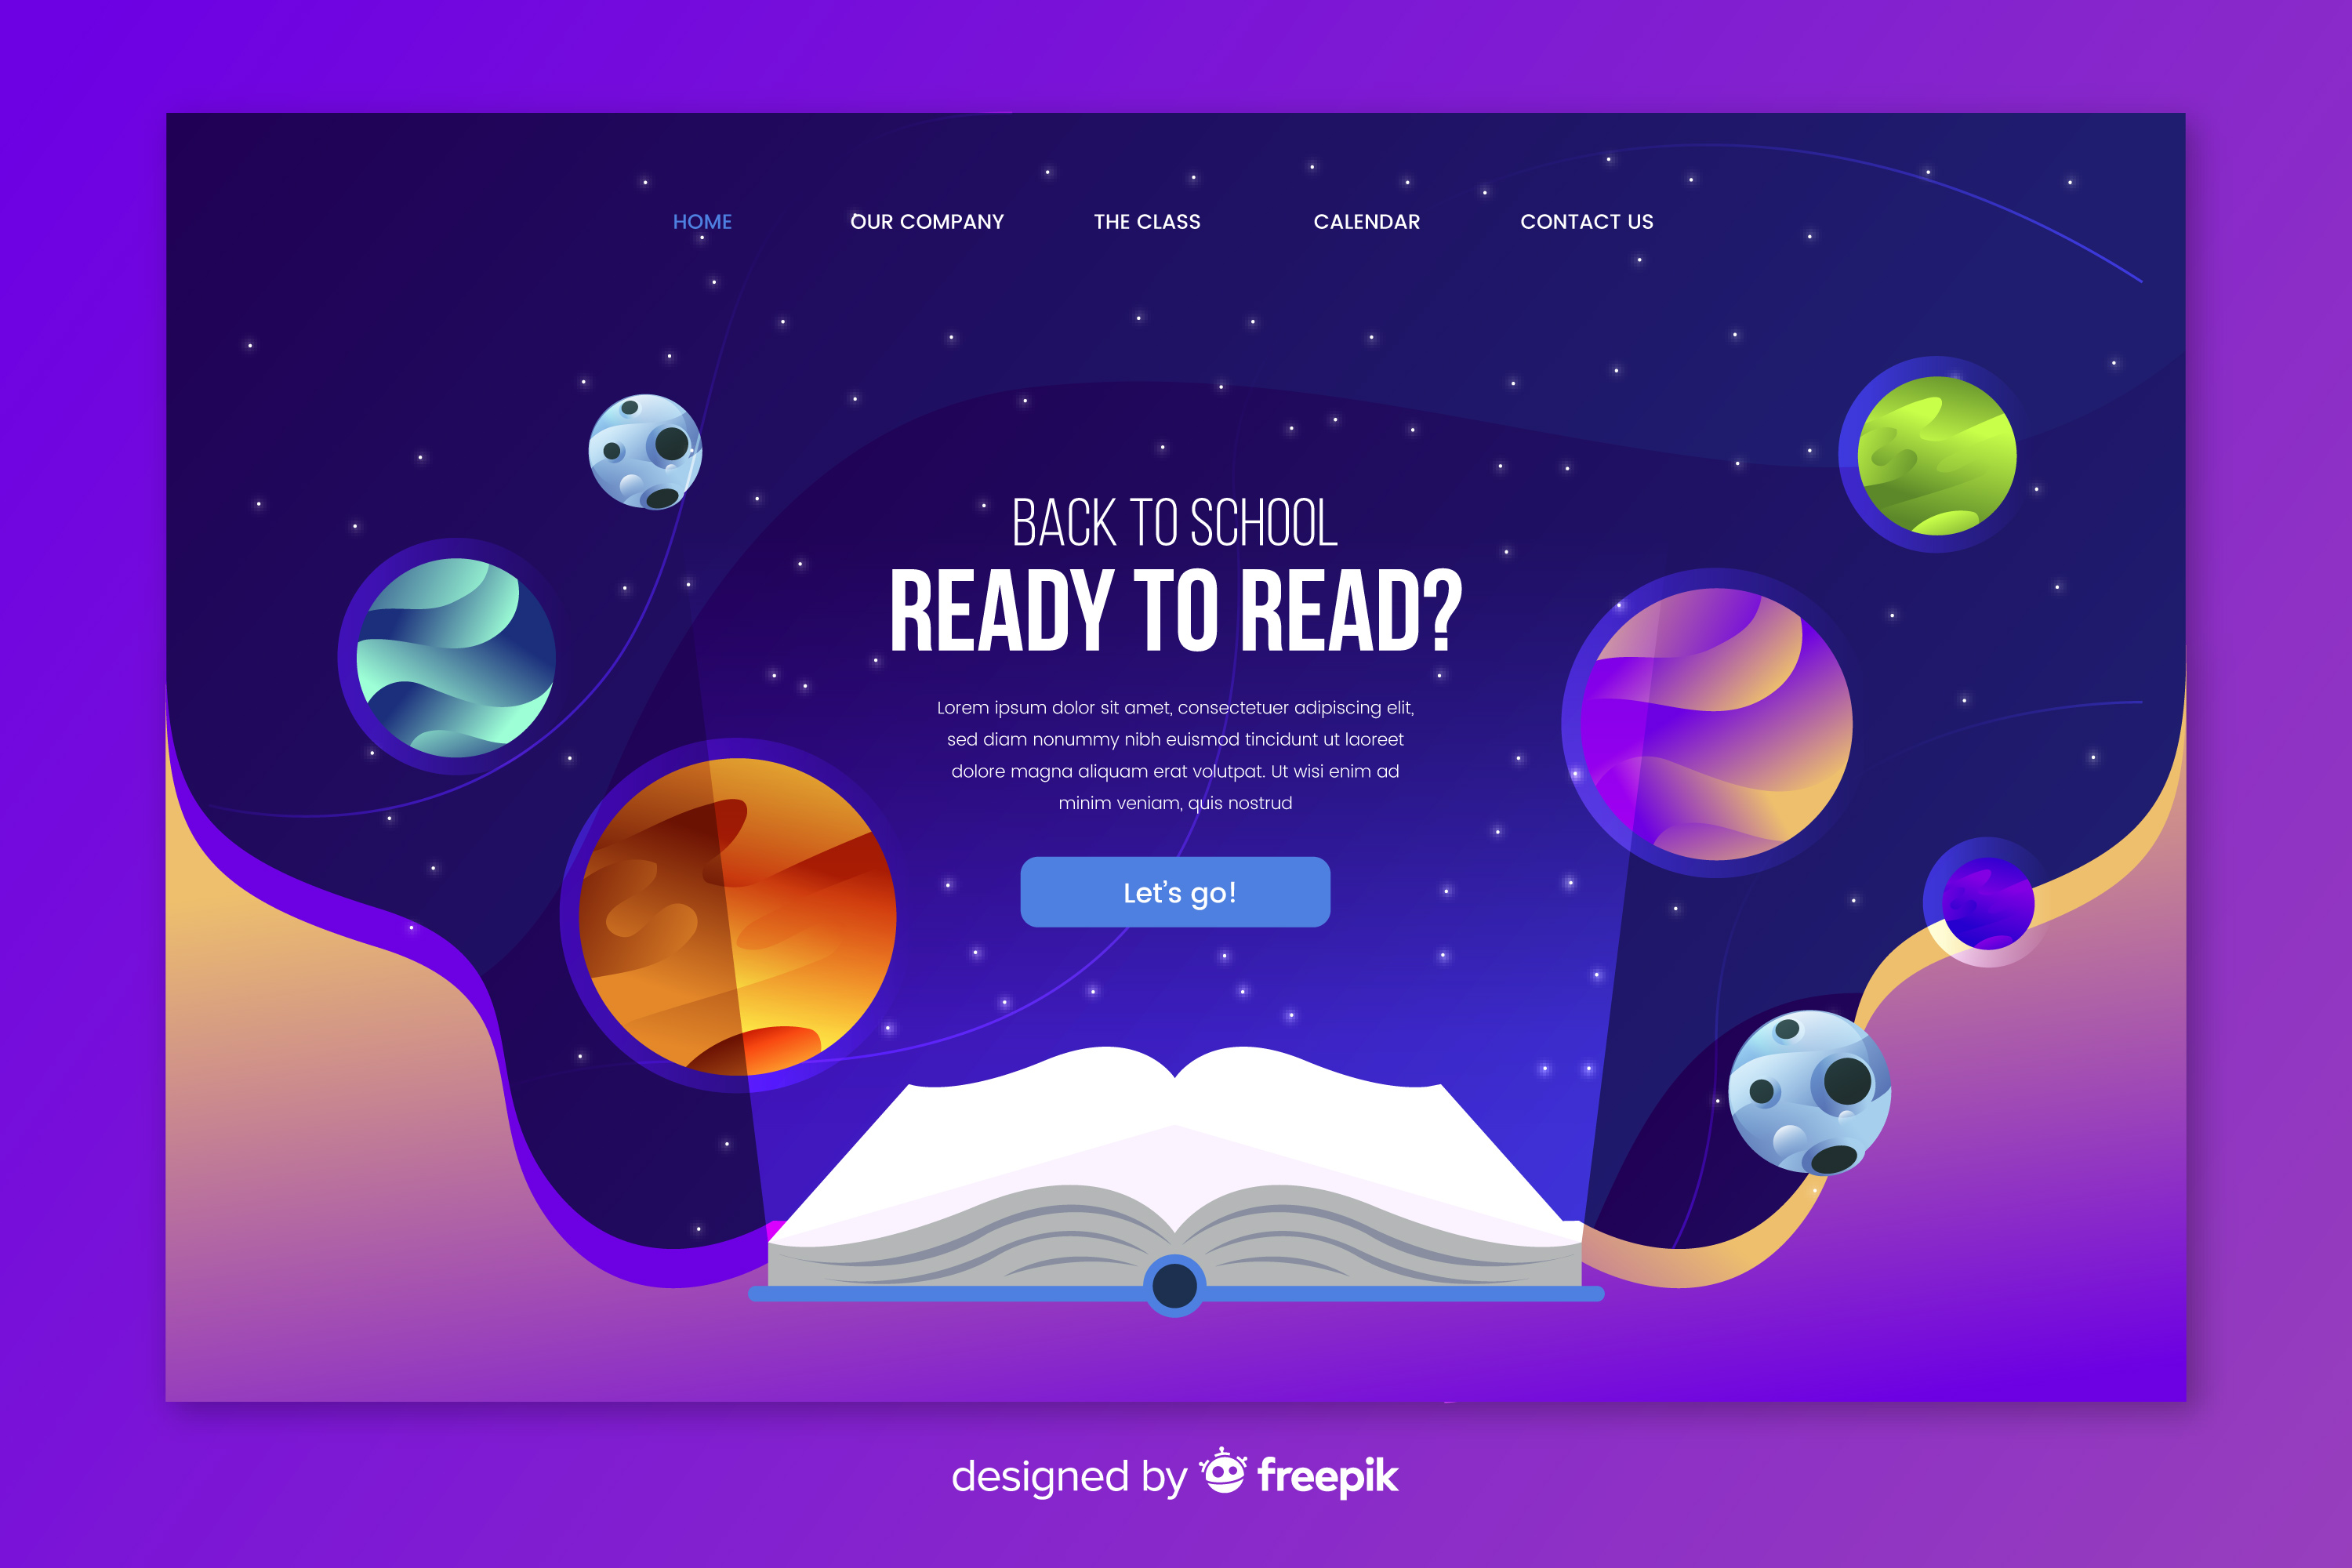 HOME OUR COMPANY THE CLASS CALENDAR CONTACT US
BACK TO SCHOOL
READY TO READ?
Lorem ipsum dolor sit amet, consectetuer adipiscing elit,
sed diam nonummy nibh euismod tincidunt ut laoreet
dolore magna aliquam erat volutpat. Ut wisi enim ad
minim veniam, quis nostrud
Let's go!
designed by freepik